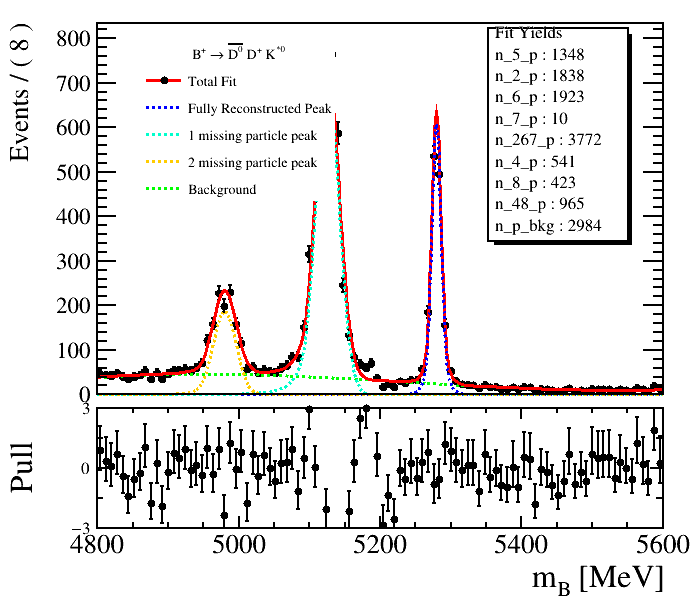 B⁺ → D̅⁰ D⁺ K*⁰
Total Fit
Fully Reconstructed Peak
1 missing particle peak
2 missing particle peak
Background
Fit Yields
n_5_p : 1348
n_2_p : 1838
n_6_p : 1923
n_7_p : 10
n_267_p : 3772
n_4_p : 541
n_8_p : 423
n_48_p : 965
n_p_bkg : 2984
Events / ( 8 )
800
700
600
500
400
300
200
100
0
Pull
3
0
−3
4800 5000 5200 5400 5600
m_B [MeV]